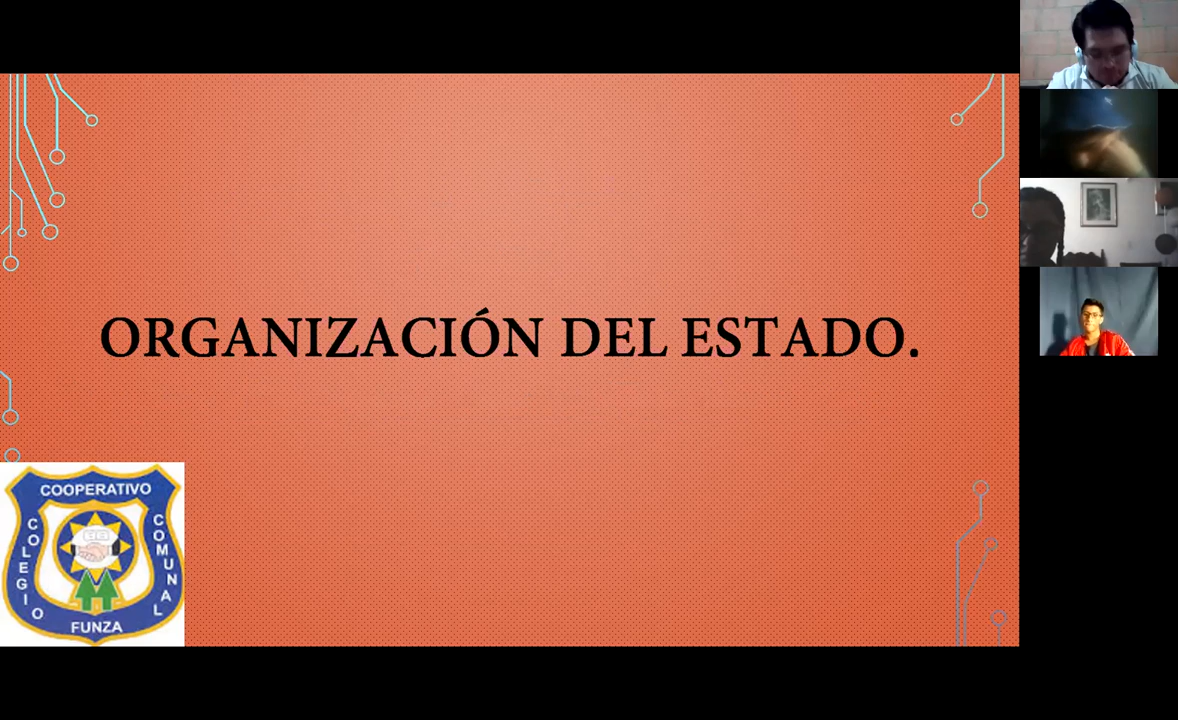 ORGANIZACIÓN DEL ESTADO.
COOPERATIVO
COLEGIO
COMUNAL
FUNZA